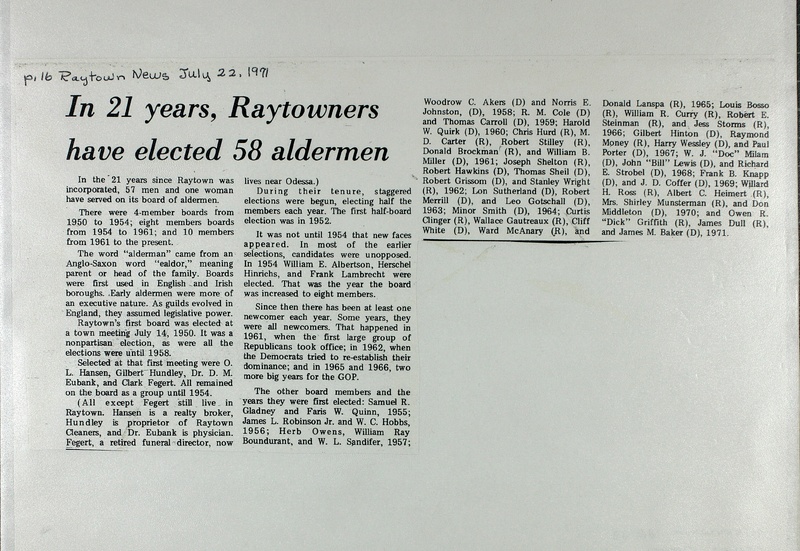 p. 16 Raytown News July 22, 1971
In 21 years, Raytowners
have elected 58 aldermen
In the 21 years since Raytown was
incorporated, 57 men and one woman
have served on its board of aldermen.
There were 4-member boards from
1950 to 1954; eight members boards
from 1954 to 1961; and 10 members
from 1961 to the present.
The word "alderman" came from an
Anglo-Saxon word "ealdor," meaning
parent or head of the family. Boards
were first used in English and Irish
boroughs. Early aldermen were more of
an executive nature. As guilds evolved in
England, they assumed legislative power.
Raytown's first board was elected at
a town meeting July 14, 1950. It was a
nonpartisan election, as were all the
elections were until 1958.
Selected at that first meeting were O.
L. Hansen, Gilbert Hundley, Dr. D. M.
Eubank, and Clark Fegert. All remained
on the board as a group until 1954.
(All except Fegert still live in
Raytown. Hansen is a realty broker,
Hundley is proprietor of Raytown
Cleaners, and Dr. Eubank is physician.
Fegert, a retired funeral director, now
lives near Odessa.)
During their tenure, staggered
elections were begun, electing half the
members each year. The first half-board
election was in 1952.
It was not until 1954 that new faces
appeared. In most of the earlier
selections, candidates were unopposed.
In 1954 William E. Albertson, Herschel
Hinrichs, and Frank Lambrecht were
elected. That was the year the board
was increased to eight members.
Since then there has been at least one
newcomer each year. Some years, they
were all newcomers. That happened in
1961, when the first large group of
Republicans took office; in 1962, when
the Democrats tried to re-establish their
dominance; and in 1965 and 1966, two
more big years for the GOP.
The other board members and the
years they were first elected: Samuel R.
Gladney and Faris W. Quinn, 1955;
James L. Robinson Jr. and W. C. Hobbs,
1956; Herb Owens, William Ray
Boundurant, and W. L. Sandifer, 1957;
Woodrow C. Akers (D) and Norris E.
Johnston, (D), 1958; R. M. Cole (D)
and Thomas Carroll (D), 1959; Harold
W. Quirk (D), 1960; Chris Hurd (R), M.
D. Carter (R), Robert Stilley (R),
Donald Brockman (R), and William B.
Miller (D), 1961; Joseph Shelton (R),
Robert Hawkins (D), Thomas Sheil (D),
Robert Grissom (D), and Stanley Wright
(R), 1962; Lon Sutherland (D), Robert
Merrill (D), and Leo Gotschall (D),
1963; Minor Smith (D), 1964; Curtis
Clinger (R), Wallace Gautreaux (R), Cliff
White (D), Ward McAnary (R), and
Donald Lanspa (R), 1965; Louis Bosso
(R), William R. Curry (R), Robert E.
Steinman (R), and Jess Storms (R),
1966; Gilbert Hinton (D), Raymond
Money (R), Harry Wessley (D), and Paul
Porter (D), 1967; W. J. "Doc" Milam
(D), John "Bill" Lewis (D), and Richard
E. Strobel (D), 1968; Frank B. Knapp
(D), and J. D. Coffer (D), 1969; Willard
H. Ross (R), Albert C. Heimert (R),
Mrs. Shirley Munsterman (R), and Don
Middleton (D), 1970; and Owen R.
"Dick" Griffith (R), James Dull (R),
and James M. Baker (D), 1971.